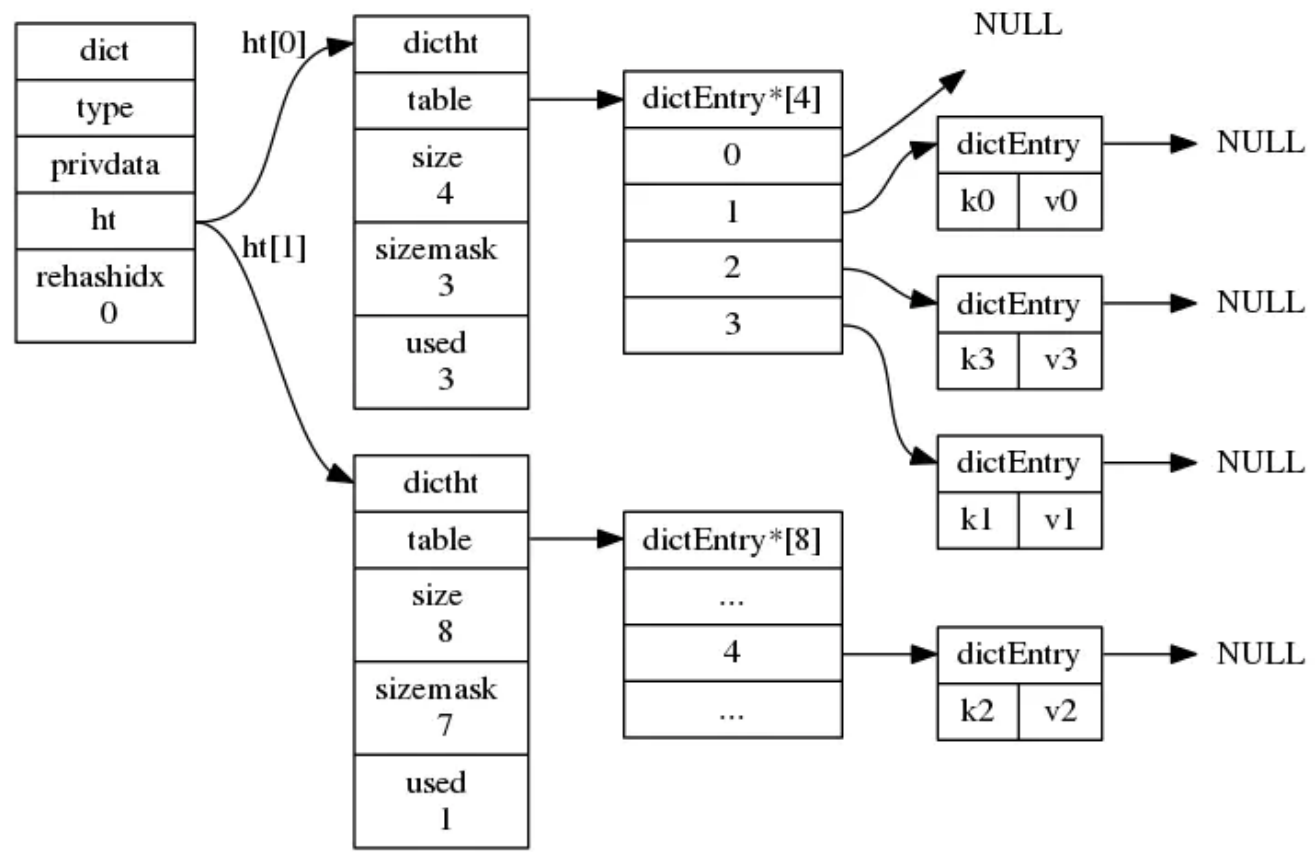 dict
type
privdata
ht
rehashidx
0
ht[0]
ht[1]
dictht
table
size
4
sizemask
3
used
3
dictht
table
size
8
sizemask
7
used
1
dictEntry*[4]
0
1
2
3
dictEntry*[8]
...
4
...
NULL
dictEntry
k0 v0
NULL
dictEntry
k3 v3
NULL
dictEntry
k1 v1
NULL
dictEntry
k2 v2
NULL